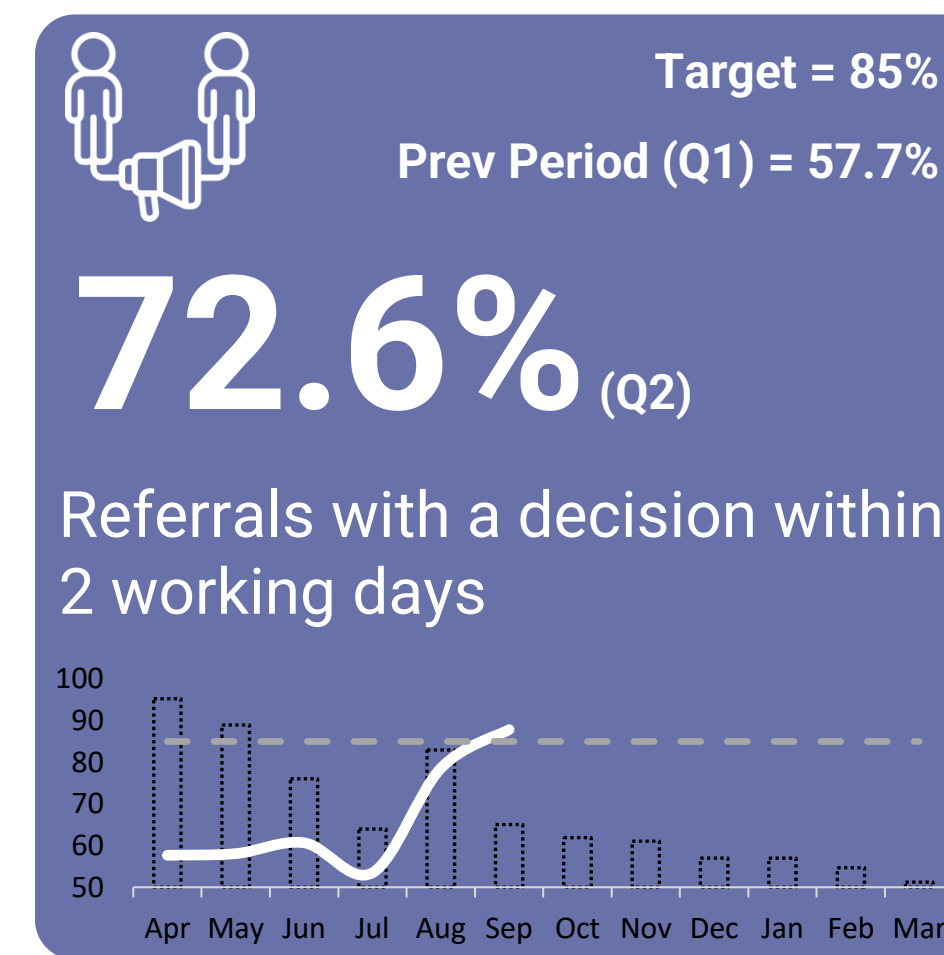 Target = 85%
Prev Period (Q1) = 57.7%
72.6% (Q2)
Referrals with a decision within
2 working days
100
90
80
70
60
50
Apr May Jun Jul Aug Sep Oct Nov Dec Jan Feb Mar